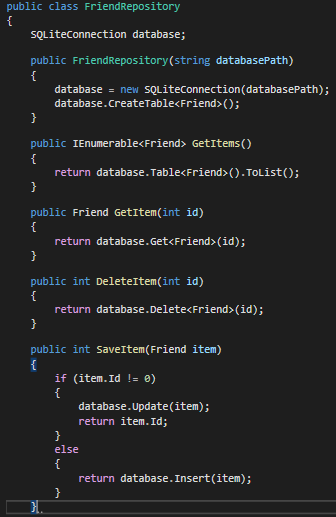 public class FriendRepository
{
    SQLiteConnection database;

    public FriendRepository(string databasePath)
    {
        database = new SQLiteConnection(databasePath);
        database.CreateTable<Friend>();
    }

    public IEnumerable<Friend> GetItems()
    {
        return database.Table<Friend>().ToList();
    }

    public Friend GetItem(int id)
    {
        return database.Get<Friend>(id);
    }

    public int DeleteItem(int id)
    {
        return database.Delete<Friend>(id);
    }

    public int SaveItem(Friend item)
    {
        if (item.Id != 0)
        {
            database.Update(item);
            return item.Id;
        }
        else
        {
            return database.Insert(item);
        }
    }